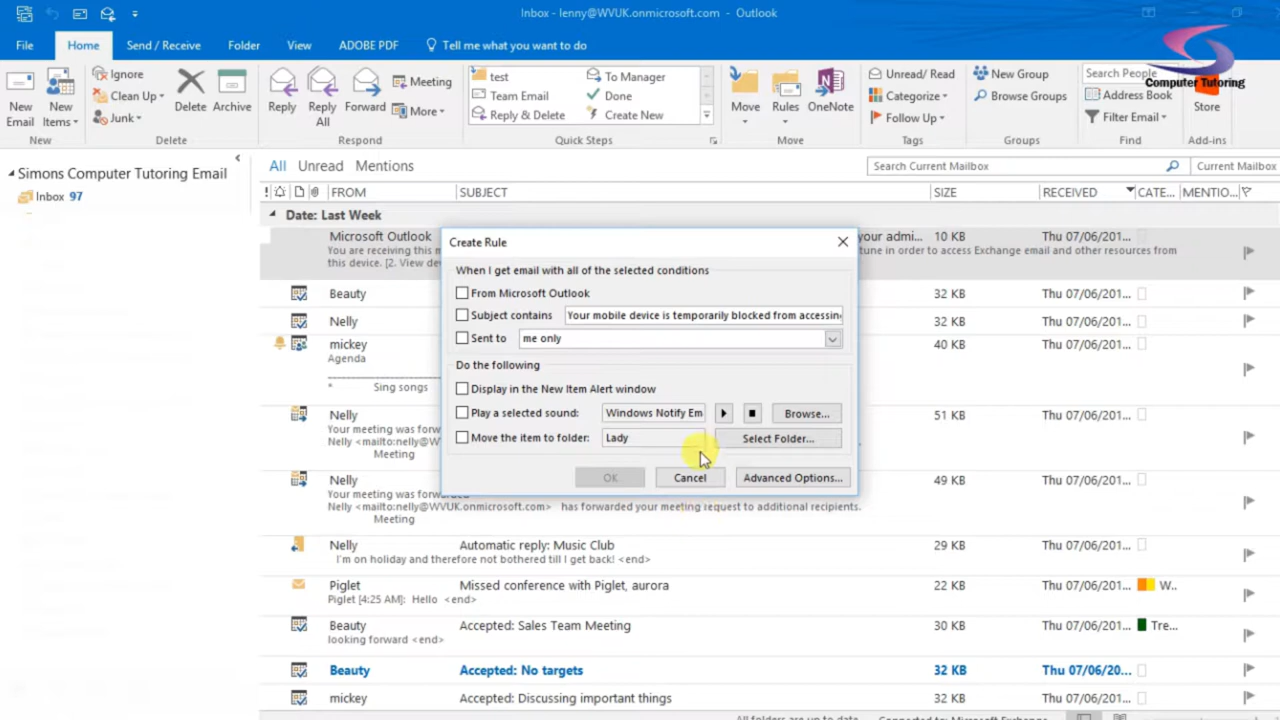 Inbox - lenny@WVUK.onmicrosoft.com - Outlook
File Home Send / Receive Folder View ADOBE PDF Tell me what you want to do
Computer Tutoring
New Email
New Items
Ignore
Clean Up
Junk
Delete
Archive
Reply
Reply All
Forward
Meeting
More
test
Team Email
Reply & Delete
To Manager
Done
Create New
Move
Rules
OneNote
Unread/ Read
Categorize
Follow Up
New Group
Browse Groups
Search People
Address Book
Filter Email
Store
New Delete Respond Quick Steps Move Tags Groups Find Add-ins
Simons Computer Tutoring Email
Inbox 97
All Unread Mentions
Search Current Mailbox Current Mailbox
! FROM SUBJECT SIZE RECEIVED CATE... MENTIO...
Date: Last Week
Microsoft Outlook your admi... 10 KB Thu 07/06/201...
You are receiving this tune in order to access Exchange email and other resources from
this device. [2. View
Beauty 32 KB Thu 07/06/201...
Nelly 32 KB Thu 07/06/201...
mickey 40 KB Thu 07/06/201...
Agenda
* Sing songs
Nelly 51 KB Thu 07/06/201...
Your meeting was
Nelly <mailto:nelly@
Meeting
Nelly 49 KB Thu 07/06/201...
Your meeting was
Nelly <mailto:nelly@WVUK.onmicrosoft.com> has forwarded your meeting request to additional recipients.
Meeting
Nelly Automatic reply: Music Club 29 KB Thu 07/06/201...
I'm on holiday and therefore not bothered till I get back! <end>
Piglet Missed conference with Piglet, aurora 22 KB Thu 07/06/201... W...
Piglet [4:25 AM]: Hello <end>
Beauty Accepted: Sales Team Meeting 30 KB Thu 07/06/201... Tre...
looking forward <end>
Beauty Accepted: No targets 32 KB Thu 07/06/20...
mickey Accepted: Discussing important things 32 KB Thu 07/06/201...
All folders are up to date. Connected to: Microsoft Exchange
Create Rule
When I get email with all of the selected conditions
From Microsoft Outlook
Subject contains Your mobile device is temporarily blocked from accessing
Sent to me only
Do the following
Display in the New Item Alert window
Play a selected sound: Windows Notify Em Browse...
Move the item to folder: Lady Select Folder...
OK Cancel Advanced Options...